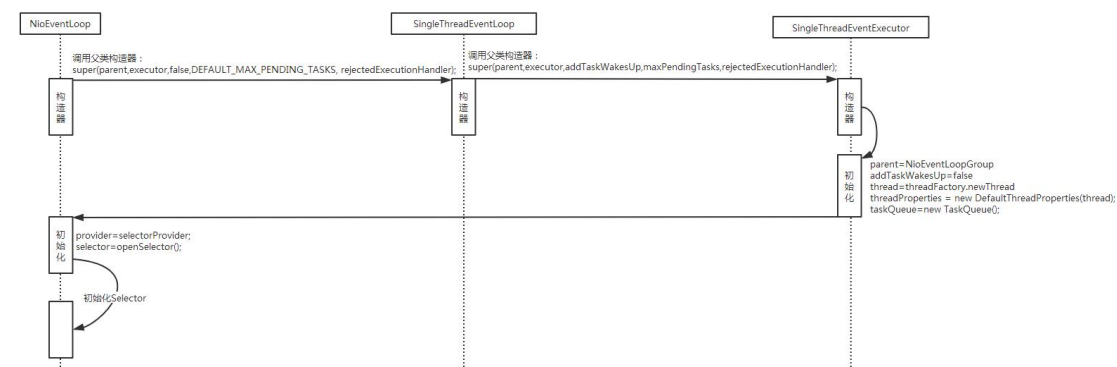 NioEventLoop
SingleThreadEventLoop
SingleThreadEventExecutor
调用父类构造器：
super(parent,executor,false,DEFAULT_MAX_PENDING_TASKS, rejectedExecutionHandler);
调用父类构造器：
super(parent,executor,addTaskWakesUp,maxPendingTasks,rejectedExecutionHandler);
构造器
构造器
构造器
初始化
parent=NioEventLoopGroup
addTaskWakesUp=false
thread=threadFactory.newThread
threadProperties = new DefaultThreadProperties(thread);
taskQueue=new TaskQueue();
初始化
provider=selectorProvider;
selector=openSelector();
初始化Selector